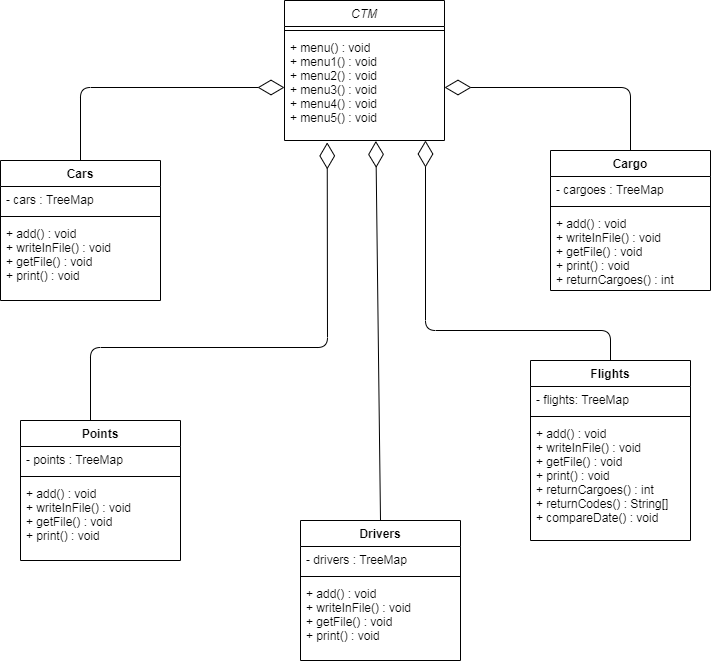 CTM
+ menu() : void
+ menu1() : void
+ menu2() : void
+ menu3() : void
+ menu4() : void
+ menu5() : void
Cars
- cars : TreeMap
+ add() : void
+ writeInFile() : void
+ getFile() : void
+ print() : void
Cargo
- cargoes : TreeMap
+ add() : void
+ writeInFile() : void
+ getFile() : void
+ print() : void
+ returnCargoes() : int
Points
- points : TreeMap
+ add() : void
+ writeInFile() : void
+ getFile() : void
+ print() : void
Drivers
- drivers : TreeMap
+ add() : void
+ writeInFile() : void
+ getFile() : void
+ print() : void
Flights
- flights: TreeMap
+ add() : void
+ writeInFile() : void
+ getFile() : void
+ print() : void
+ returnCargoes() : int
+ returnCodes() : String[]
+ compareDate() : void